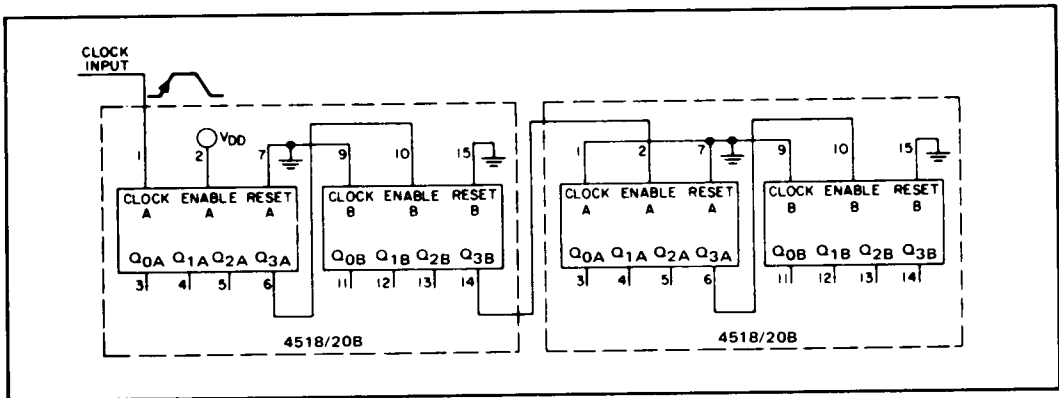 CLOCK
INPUT
VDD
1 2 7 9 10 15 1 2 7 9 10 15
CLOCK ENABLE RESET CLOCK ENABLE RESET CLOCK ENABLE RESET CLOCK ENABLE RESET
A A A B B B A A A B B B
Q0A Q1A Q2A Q3A Q0B Q1B Q2B Q3B Q0A Q1A Q2A Q3A Q0B Q1B Q2B Q3B
3 4 5 6 11 12 13 14 3 4 5 6 11 12 13 14
4518/20B 4518/20B